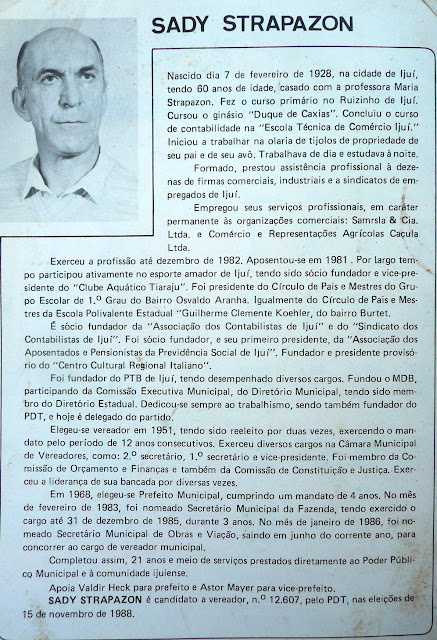 SADY STRAPAZON
Nascido dia 7 de fevereiro de 1928, na cidade de Ijuí,
tendo 60 anos de idade, casado com a professora Maria
Strapazon. Fez o curso primário no Ruizinho de Ijuí.
Cursou o ginásio "Duque de Caxias". Concluiu o curso
de contabilidade na "Escola Técnica de Comércio Ijuí."
Iniciou a trabalhar na olaria de tijolos de propriedade de
seu pai e de seu avô. Trabalhava de dia e estudava à noite.
Formado, prestou assistência profissional à deze-
nas de firmas comerciais, industriais e a sindicatos de em-
pregados de Ijuí.
Empregou seus serviços profissionais, em caráter
permanente às organizações comerciais: Samrsla & Cia.
Ltda. e Comércio e Representações Agrícolas Caçula
Ltda.
Exerceu a profissão até dezembro de 1982. Aposentou-se em 1981. Por largo tem-
po participou ativamente no esporte amador de Ijuí, tendo sido sócio fundador e vice-pre-
sidente do "Clube Aquático Tiaraju". Foi presidente do Círculo de Pais e Mestres do Gru-
po Escolar de 1.º Grau do Bairro Osvaldo Aranha. Igualmente do Círculo de Pais e Mes-
tres da Escola Polivalente Estadual "Guilherme Clemente Koehler, do bairro Burtet.
É sócio fundador da "Associação dos Contabilistas de Ijuí" e do "Sindicato dos
Contabilistas de Ijuí". Foi sócio fundador, e seu primeiro presidente, da "Associação dos
Aposentados e Pensionistas da Previdência Social de Ijuí". Fundador e presidente provisó-
rio do "Centro Cultural Regional Italiano".
Foi fundador do PTB de Ijuí, tendo desempenhado diversos cargos. Fundou o MDB,
participando da Comissão Executiva Municipal, do Diretório Municipal, tendo sido mem-
bro do Diretório Estadual. Dedicou-se sempre ao trabalhismo, sendo também fundador do
PDT, e hoje é delegado do partido.
Elegeu-se vereador em 1951, tendo sido reeleito por duas vezes, exercendo o man-
dato pelo período de 12 anos consecutivos. Exerceu diversos cargos na Câmara Municipal
de Vereadores, como: 2.º secretário, 1.º secretário e vice-presidente. Foi membro da Co-
missão de Orçamento e Finanças e também da Comissão de Constituição e Justiça. Exer-
ceu a liderança de sua bancada por diversas vezes.
Em 1968, elegeu-se Prefeito Municipal, cumprindo um mandato de 4 anos. No mês
de fevereiro de 1983, foi nomeado Secretário Municipal da Fazenda, tendo exercido o
cargo até 31 de dezembro de 1985, durante 3 anos. No mês de janeiro de 1986, foi no-
meado Secretário Municipal de Obras e Viação, saindo em junho do corrente ano, para
concorrer ao cargo de vereador municipal.
Completou assim, 21 anos e meio de serviços prestados diretamente ao Poder Públi-
co Municipal e à comunidade ijuiense.
Apoia Valdir Heck para prefeito e Astor Mayer para vice-prefeito.
SADY STRAPAZON é candidato a vereador, n.º 12.607, pelo PDT, nas eleições de
15 de novembro de 1988.